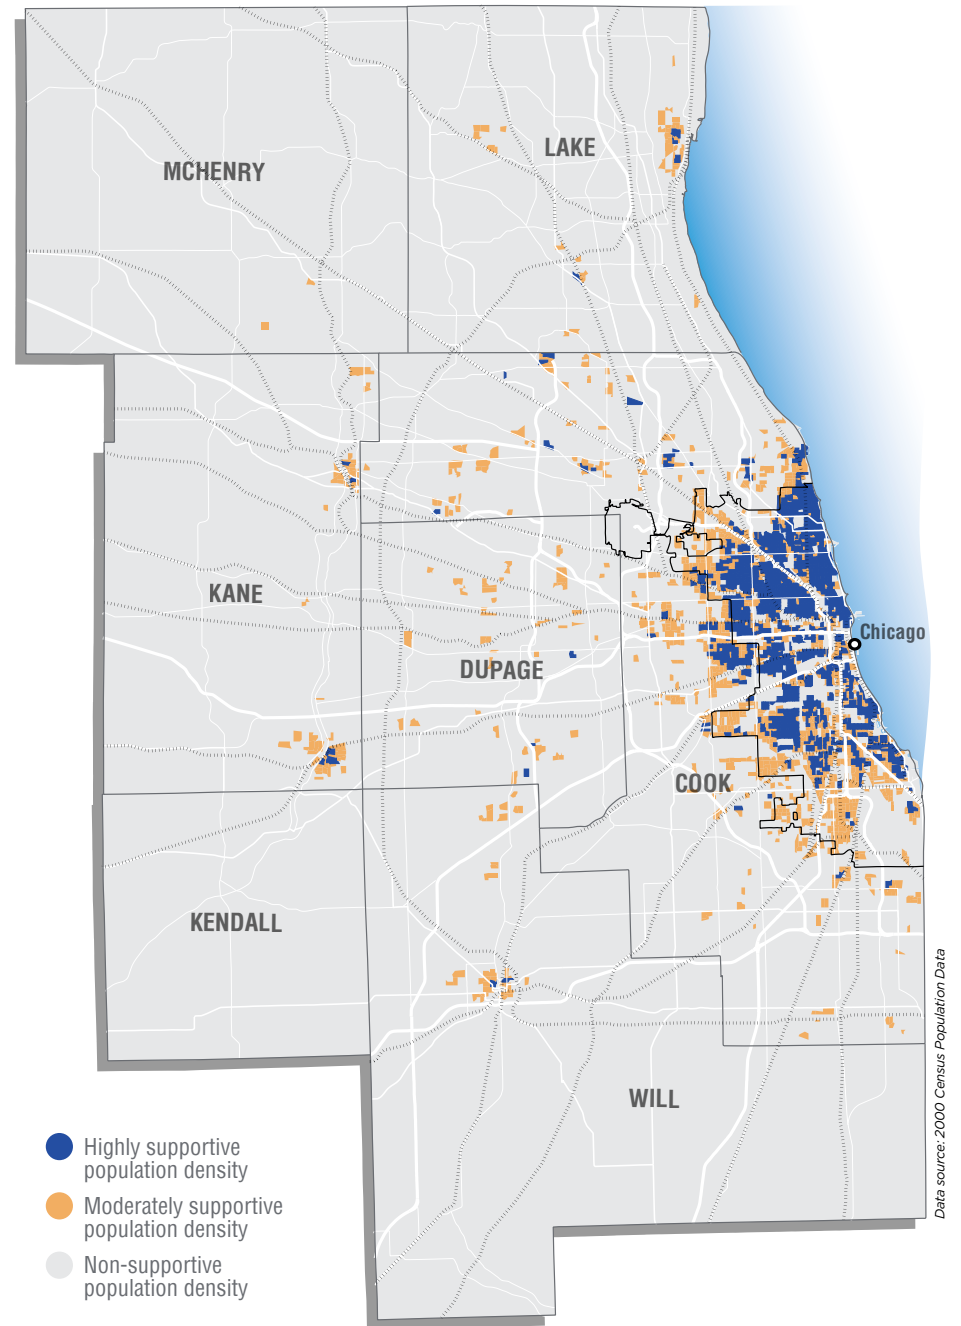 LAKE
MCHENRY
KANE
Chicago
DUPAGE
COOK
KENDALL
WILL
Data source: 2000 Census Population Data
Highly supportive
population density
Moderately supportive
population density
Non-supportive
population density